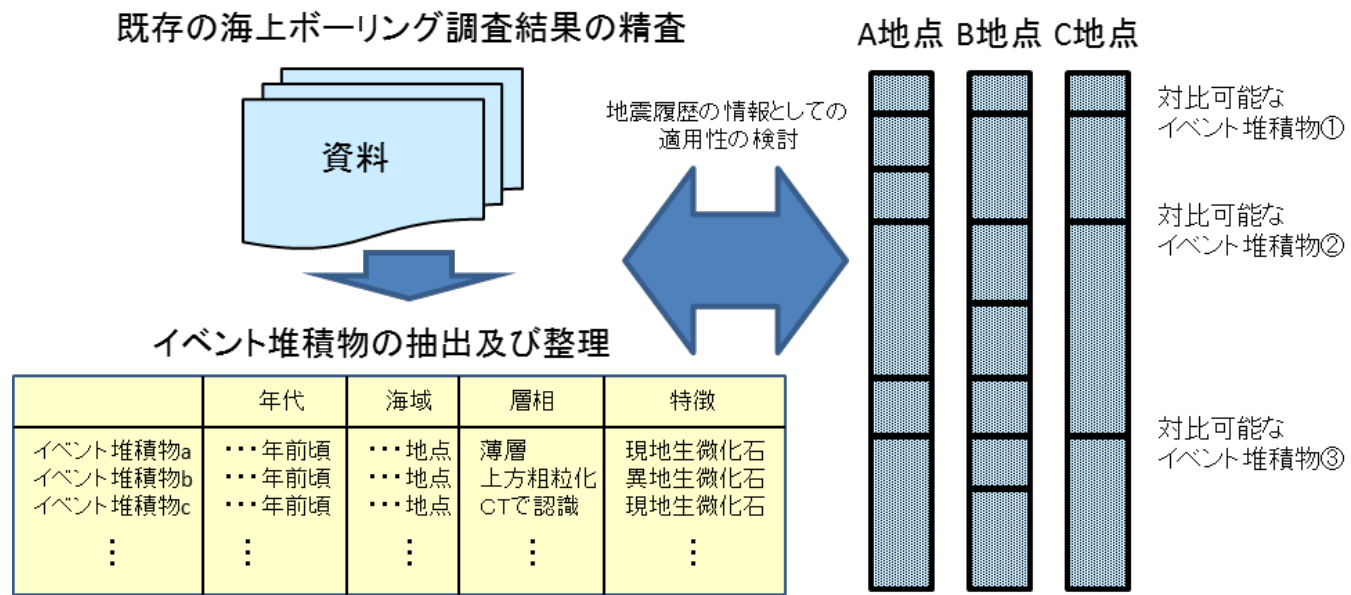 既存の海上ボーリング調査結果の精査
資料
地震履歴の情報としての
適用性の検討
A地点 B地点 C地点
対比可能な
イベント堆積物①
対比可能な
イベント堆積物②
対比可能な
イベント堆積物③
イベント堆積物の抽出及び整理
年代 海域 層相 特徴
イベント堆積物a ・・・年前頃 ・・・地点 薄層 現地生微化石
イベント堆積物b ・・・年前頃 ・・・地点 上方粗粒化 異地生微化石
イベント堆積物c ・・・年前頃 ・・・地点 CTで認識 現地生微化石
⋮ ⋮ ⋮ ⋮ ⋮